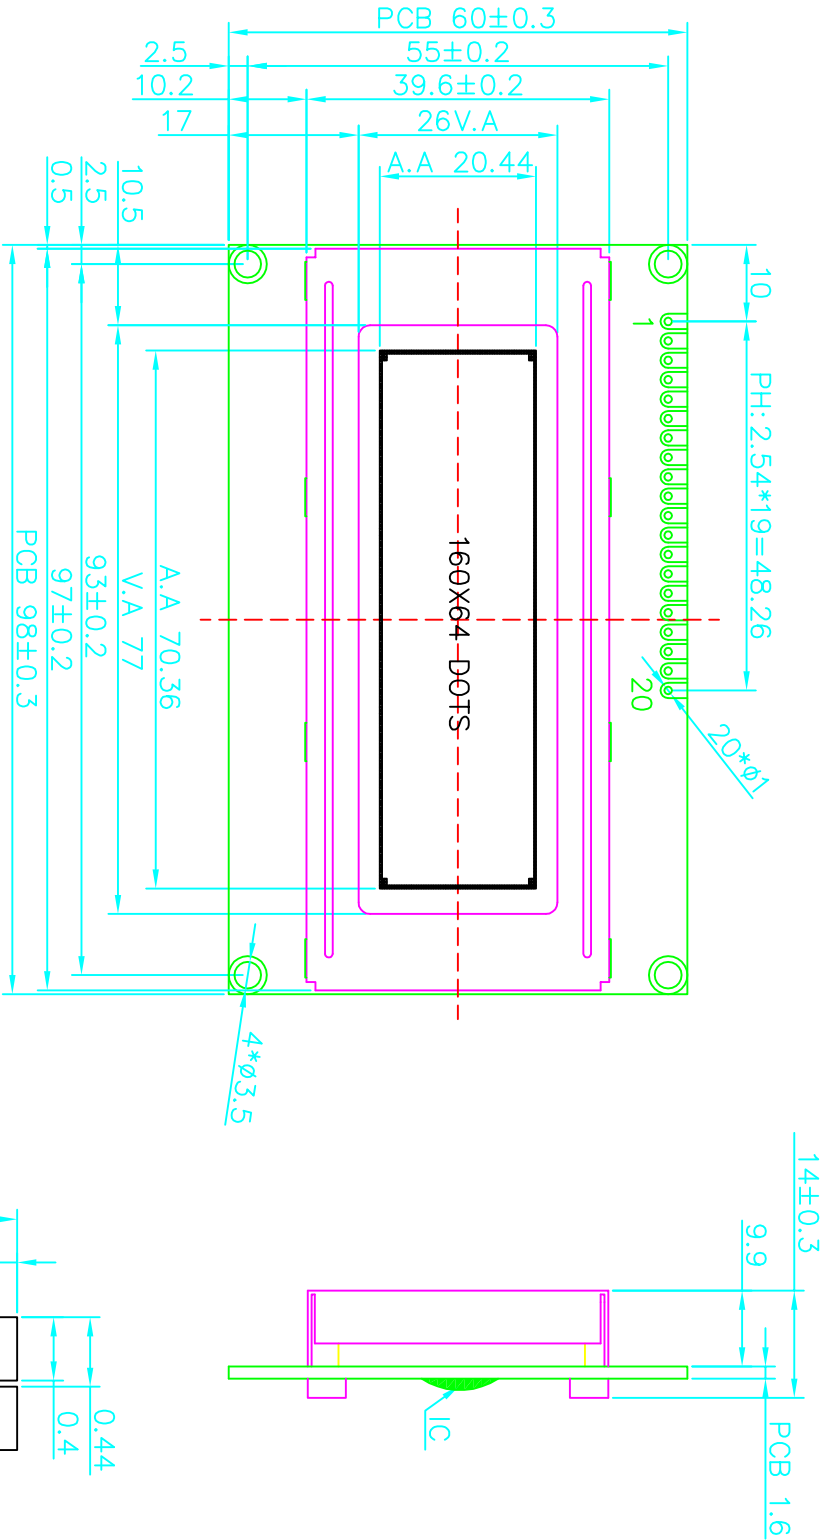 PCB 60±0.3
55±0.2
2.5
39.6±0.2
10.2
26V.A
17
A.A 20.44
10.5
2.5
0.5
10
PH:2.54*19=48.26
1
20
20*ø1
160X64 DOTS
A.A 70.36
V.A 77
93±0.2
97±0.2
PCB 98±0.3
4*ø3.5
14±0.3
9.9
PCB 1.6
IC
0.44
0.4